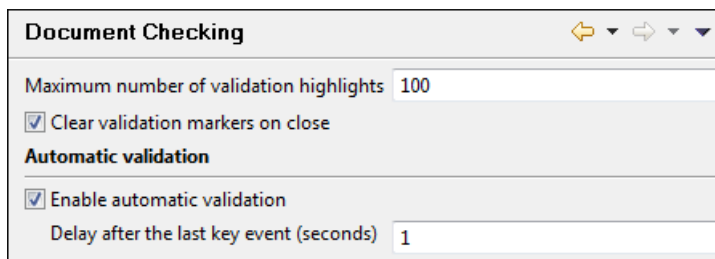 Document Checking
Maximum number of validation highlights 100
Clear validation markers on close
Automatic validation
Enable automatic validation
Delay after the last key event (seconds) 1